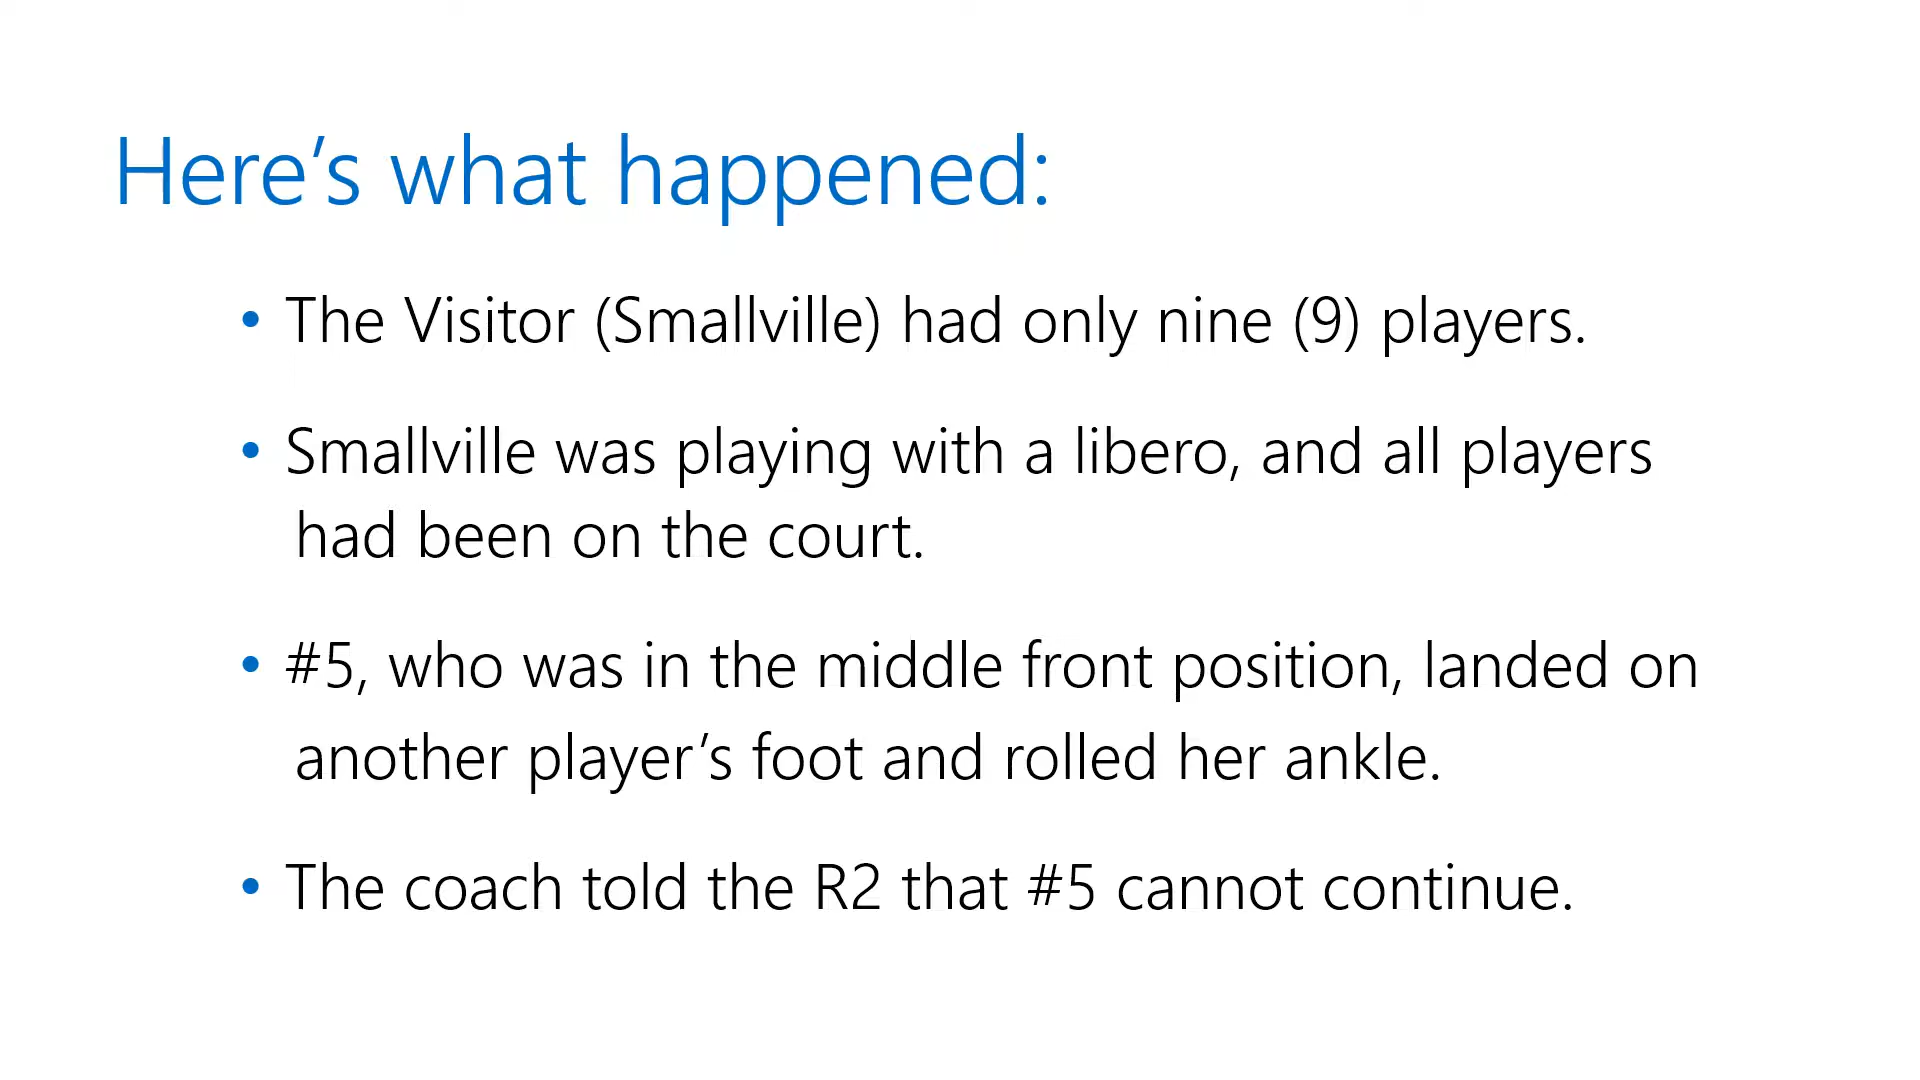 Here’s what happened:
• The Visitor (Smallville) had only nine (9) players.
• Smallville was playing with a libero, and all players
had been on the court.
• #5, who was in the middle front position, landed on
another player’s foot and rolled her ankle.
• The coach told the R2 that #5 cannot continue.